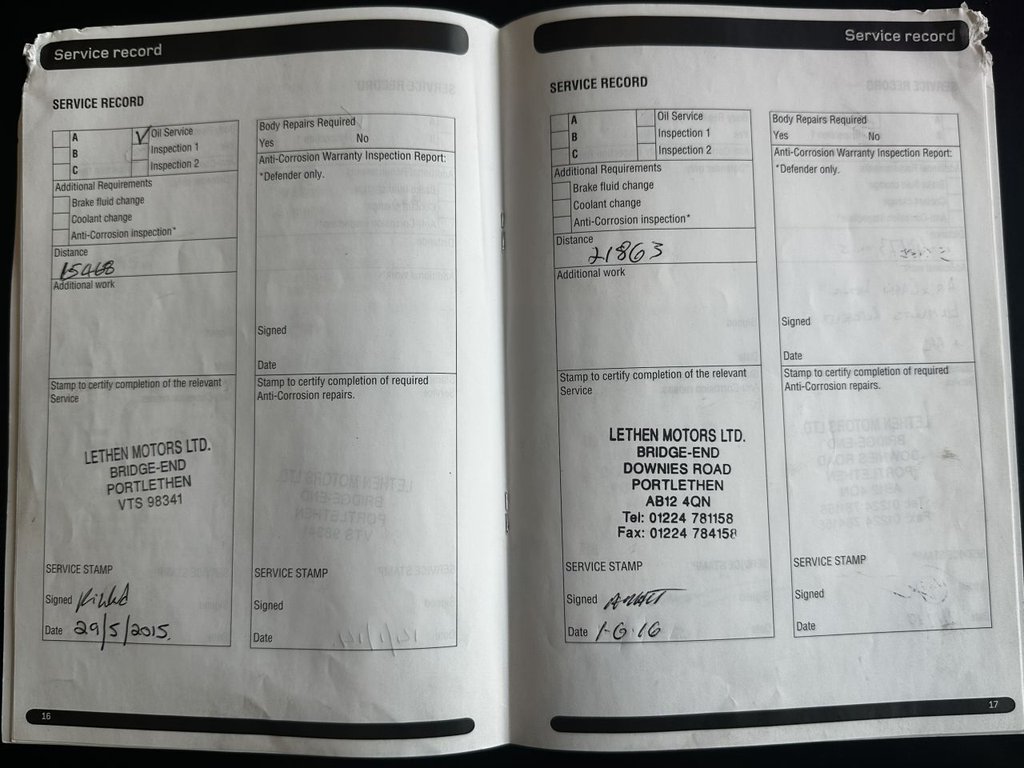 Service record
SERVICE RECORD
A
B
C
✓ Oil Service
Inspection 1
Inspection 2
Additional Requirements
Brake fluid change
Coolant change
Anti-Corrosion inspection*
Distance
15468
Additional work
Stamp to certify completion of the relevant
Service
LETHEN MOTORS LTD.
BRIDGE-END
PORTLETHEN
VTS 98341
SERVICE STAMP
Signed
Date 29/5/2015.
Body Repairs Required
Yes No
Anti-Corrosion Warranty Inspection Report:
*Defender only.
Signed
Date
Stamp to certify completion of required
Anti-Corrosion repairs.
SERVICE STAMP
Signed
Date
16
Service record
SERVICE RECORD
A
B
C
Oil Service
Inspection 1
Inspection 2
Additional Requirements
Brake fluid change
Coolant change
Anti-Corrosion inspection*
Distance
21863
Additional work
Stamp to certify completion of the relevant
Service
LETHEN MOTORS LTD.
BRIDGE-END
DOWNIES ROAD
PORTLETHEN
AB12 4QN
Tel: 01224 781158
Fax: 01224 784158
SERVICE STAMP
Signed
Date 1-6-16
Body Repairs Required
Yes No
Anti-Corrosion Warranty Inspection Report:
*Defender only.
Signed
Date
Stamp to certify completion of required
Anti-Corrosion repairs.
SERVICE STAMP
Signed
Date
17